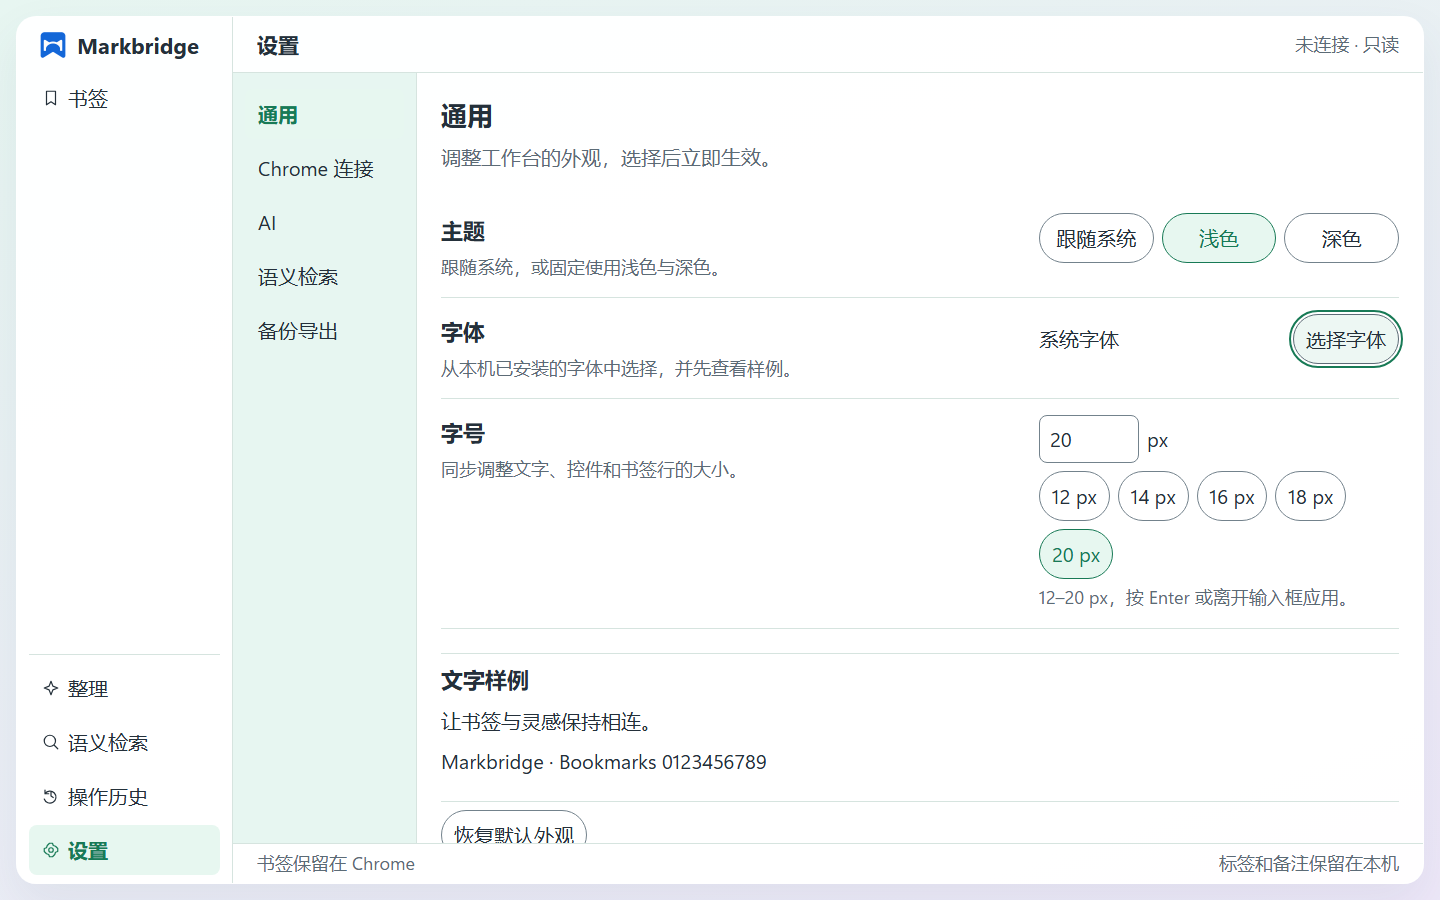 Markbridge
书签
整理
语义检索
操作历史
设置
设置
未连接 · 只读
通用
Chrome 连接
AI
语义检索
备份导出
通用
调整工作台的外观，选择后立即生效。
主题
跟随系统，或固定使用浅色与深色。
跟随系统
浅色
深色
字体
从本机已安装的字体中选择，并先查看样例。
系统字体
选择字体
字号
同步调整文字、控件和书签行的大小。
20 px
12 px 14 px 16 px 18 px
20 px
12–20 px，按 Enter 或离开输入框应用。
文字样例
让书签与灵感保持相连。
Markbridge · Bookmarks 0123456789
恢复默认外观
书签保留在 Chrome
标签和备注保留在本机